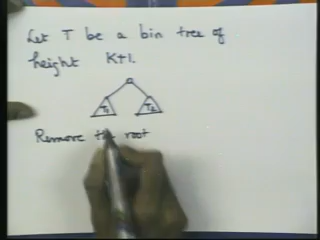 Let T be a bin tree of
height K+1.
T1 T2
Remove the root